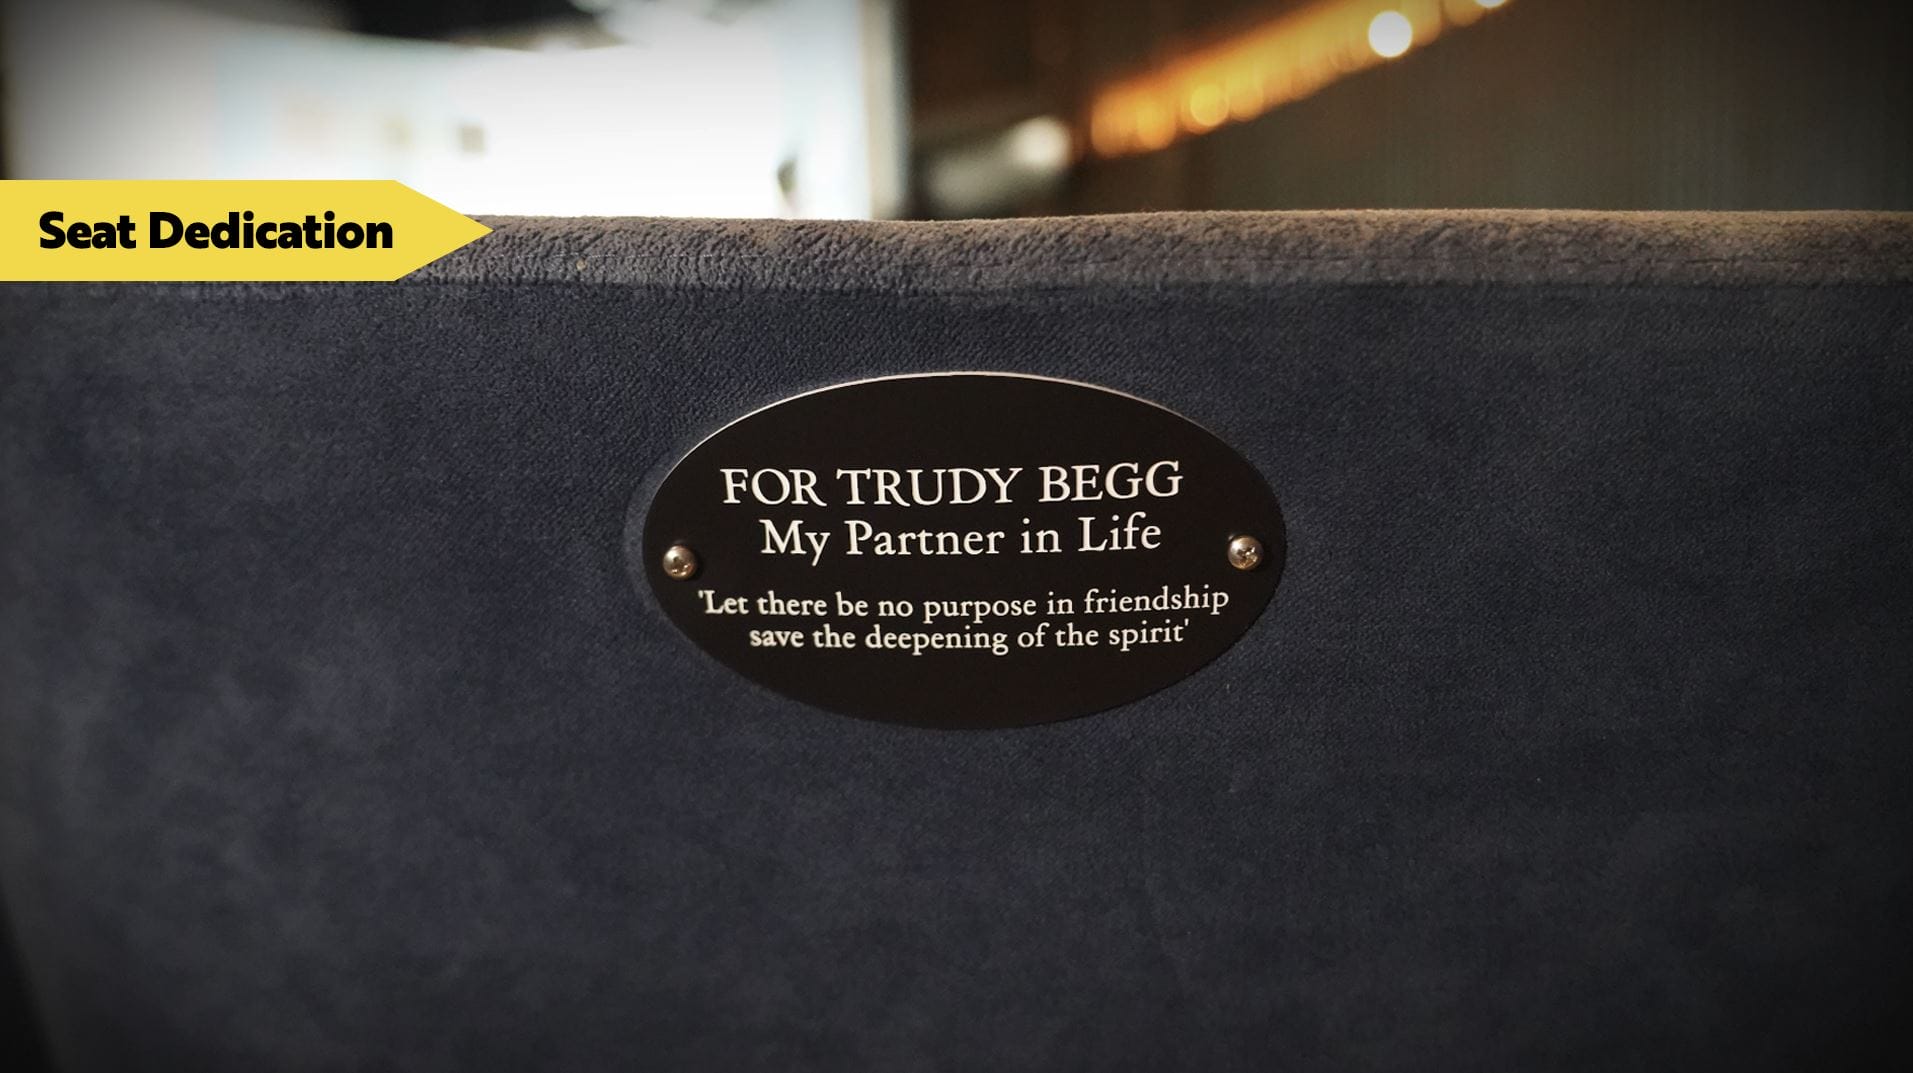 Seat Dedication
FOR TRUDY BEGG
My Partner in Life
'Let there be no purpose in friendship
save the deepening of the spirit'